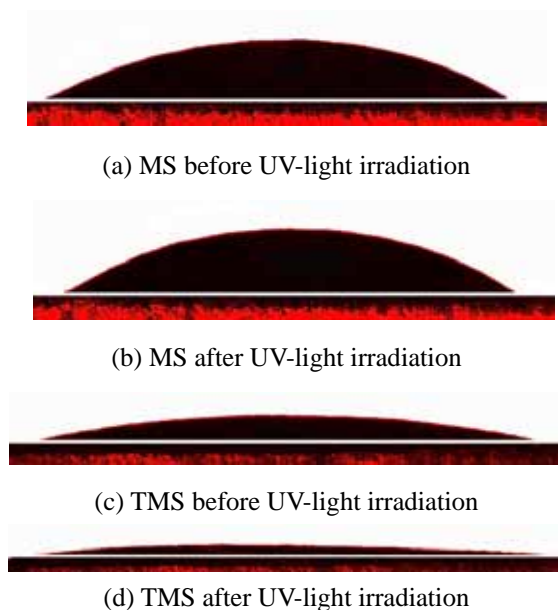 (a) MS before UV-light irradiation
(b) MS after UV-light irradiation
(c) TMS before UV-light irradiation
(d) TMS after UV-light irradiation